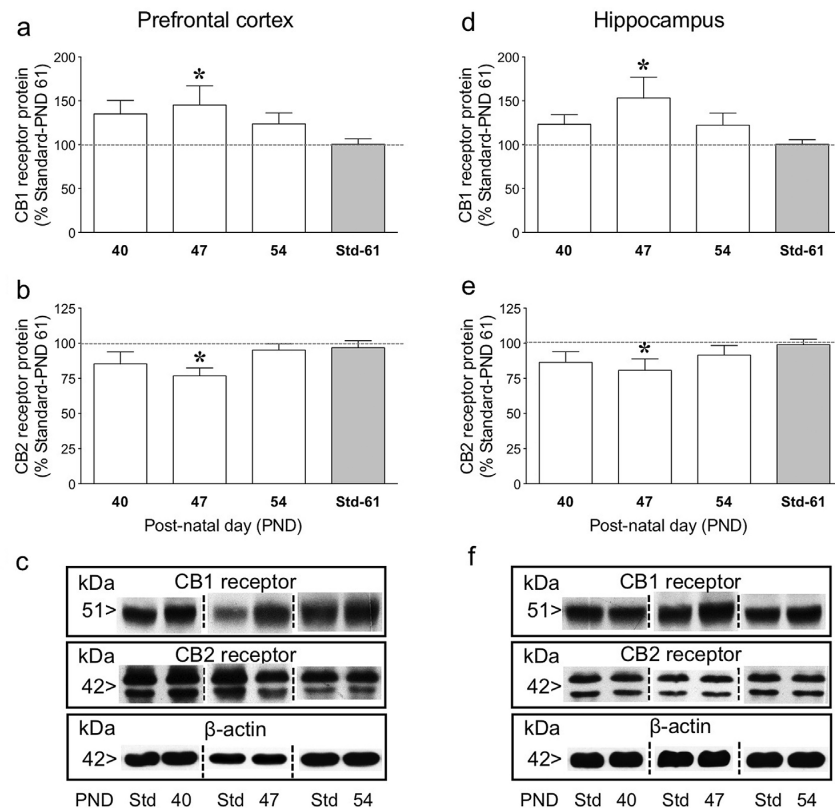 a
Prefrontal cortex
CB1 receptor protein
(% Standard-PND 61)
200
150
100
50
0
*
40 47 54 Std-61
b
CB2 receptor protein
(% Standard-PND 61)
125
100
75
50
25
0
*
40 47 54 Std-61
Post-natal day (PND)
c
kDa CB1 receptor
51>
kDa CB2 receptor
42>
kDa β-actin
42>
PND Std 40 Std 47 Std 54
d
Hippocampus
CB1 receptor protein
(% Standard-PND 61)
200
150
100
50
0
*
40 47 54 Std-61
e
CB2 receptor protein
(% Standard-PND 61)
125
100
75
50
25
0
*
40 47 54 Std-61
Post-natal day (PND)
f
kDa CB1 receptor
51>
kDa CB2 receptor
42>
kDa β-actin
42>
PND Std 40 Std 47 Std 54